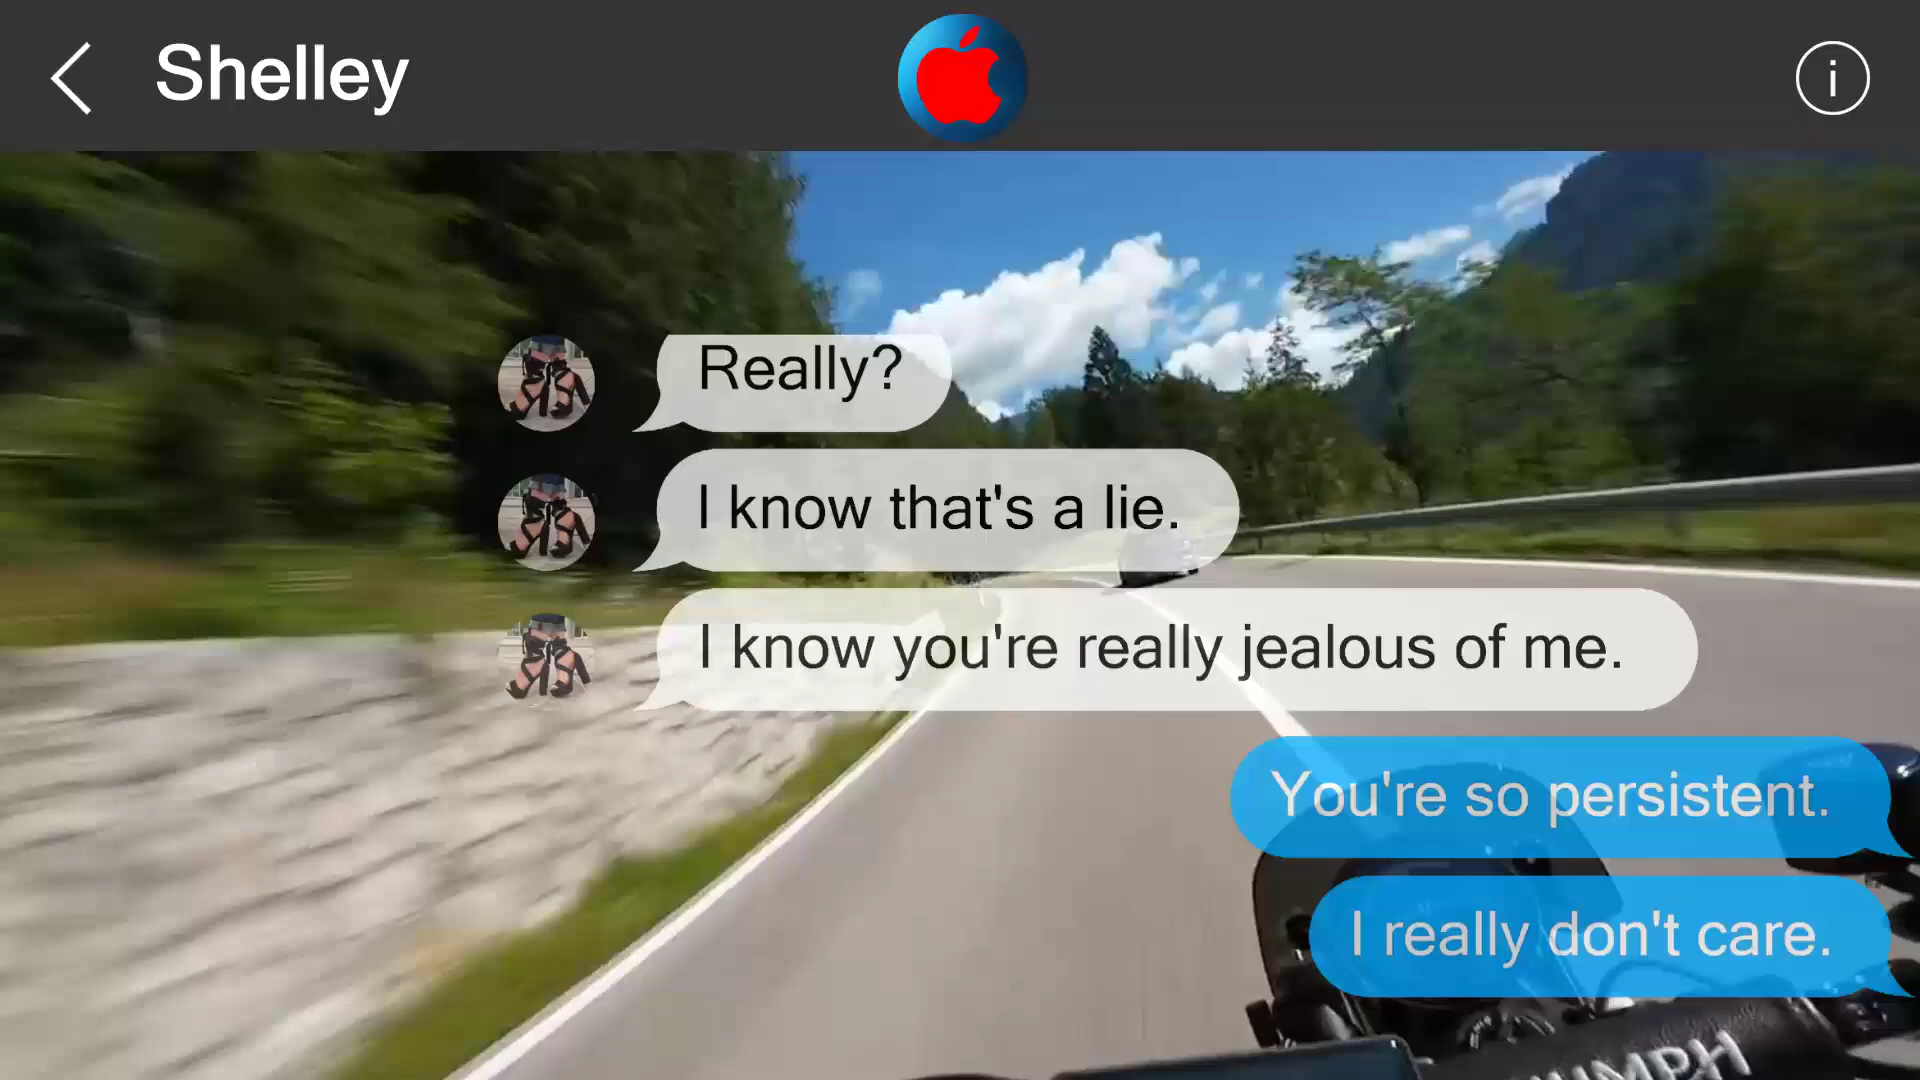 Shelley
Really?
I know that's a lie.
I know you're really jealous of me.
You're so persistent.
I really don't care.